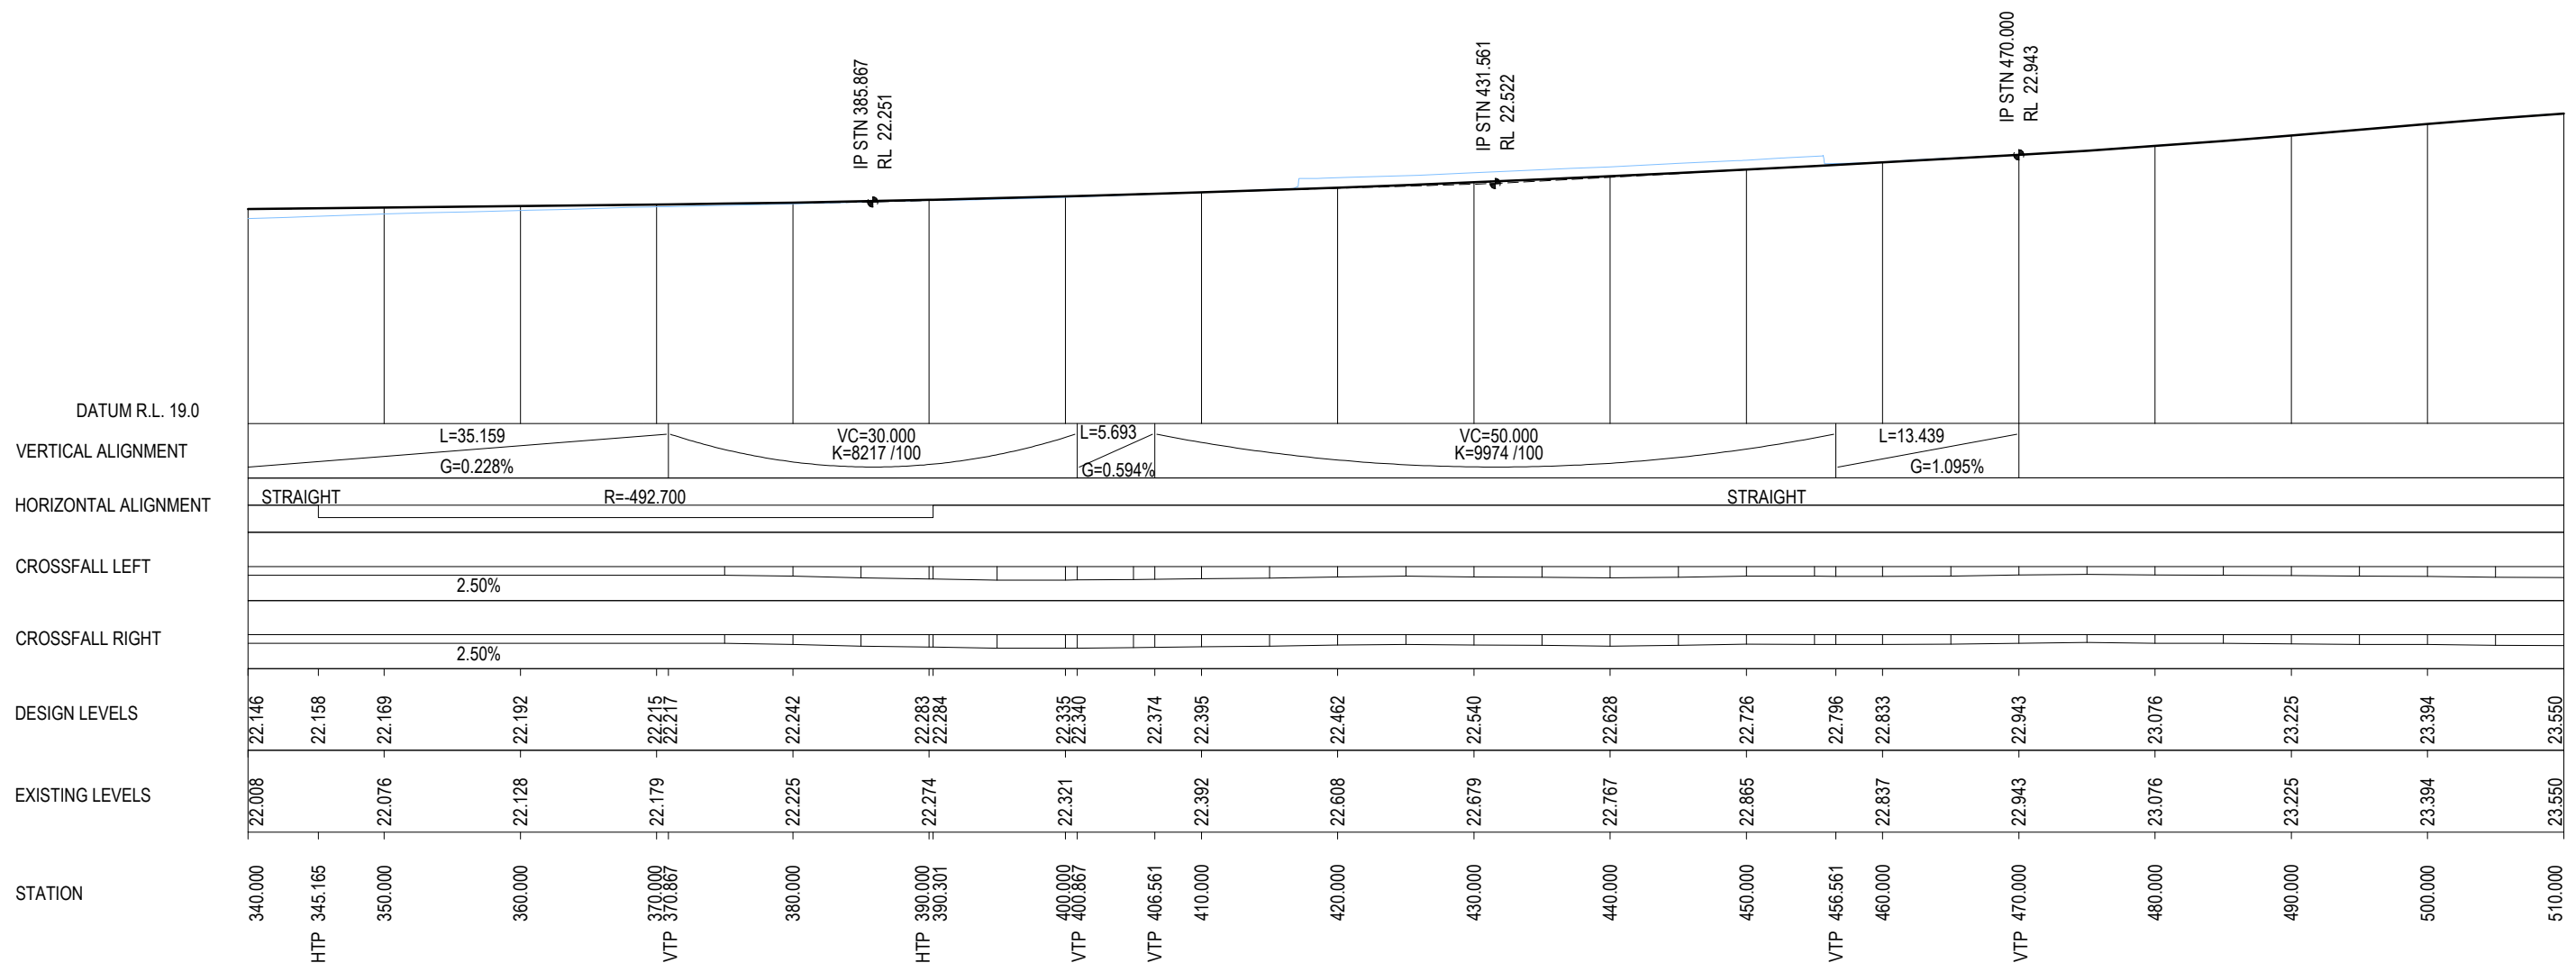 IP STN 385.867
RL 22.251
IP STN 431.561
RL 22.522
IP STN 470.000
RL 22.943
DATUM R.L. 19.0
VERTICAL ALIGNMENT
L=35.159
G=0.228%
VC=30.000
K=8217 /100
L=5.693
G=0.594%
VC=50.000
K=9974 /100
L=13.439
G=1.095%
HORIZONTAL ALIGNMENT
STRAIGHT
R=-492.700
STRAIGHT
CROSSFALL LEFT
2.50%
CROSSFALL RIGHT
2.50%
DESIGN LEVELS
22.146
22.158
22.169
22.192
22.215
22.217
22.242
22.283
22.284
22.335
22.340
22.374
22.395
22.462
22.540
22.628
22.726
22.796
22.833
22.943
23.076
23.225
23.394
23.550
EXISTING LEVELS
22.008
22.076
22.128
22.179
22.225
22.274
22.321
22.392
22.608
22.679
22.767
22.865
22.837
22.943
23.076
23.225
23.394
23.550
STATION
340.000
HTP 345.165
350.000
360.000
370.000
VTP 370.867
380.000
390.000
HTP 390.301
400.000
VTP 400.867
VTP 406.561
410.000
420.000
430.000
440.000
450.000
VTP 456.561
460.000
VTP 470.000
480.000
490.000
500.000
510.000